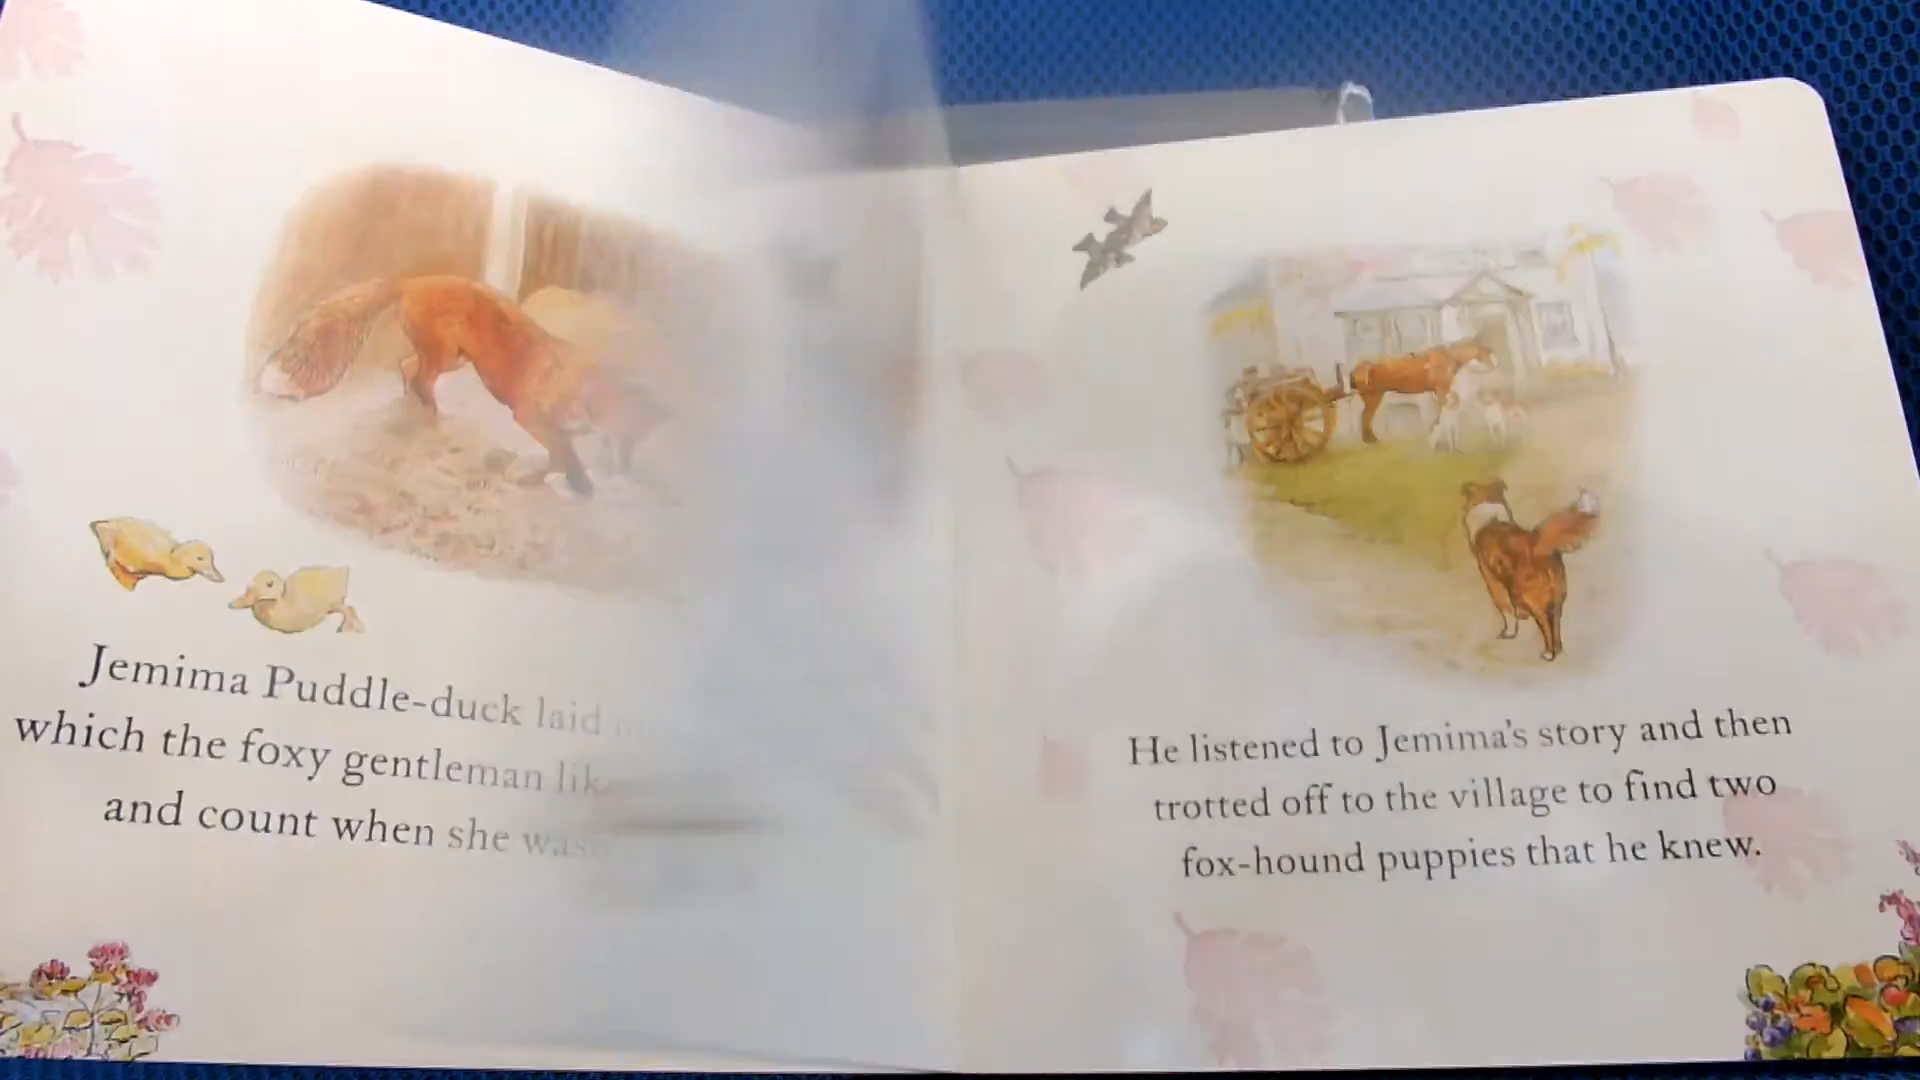 Jemima Puddle-duck laid
which the foxy gentleman
and count when she
He listened to Jemima's story and then
trotted off to the village to find two
fox-hound puppies that he knew.